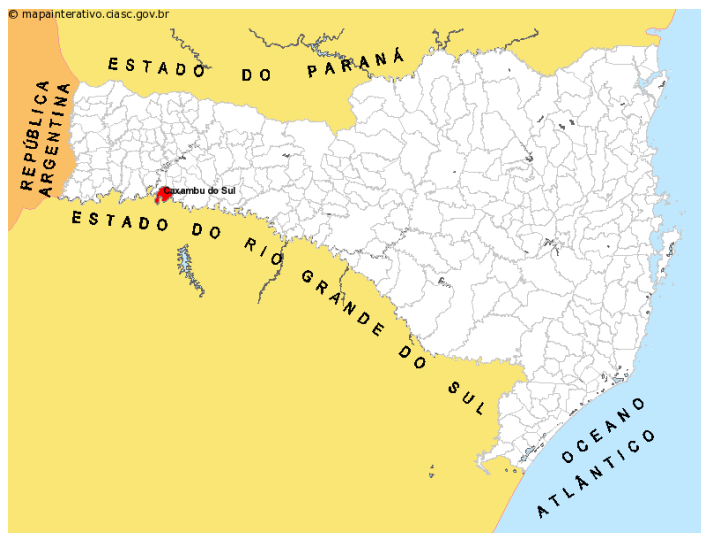 © mapainterativo.ciasc.gov.br
ESTADO DO PARANÁ
REPÚBLICA
ARGENTINA
Caxambu do Sul
ESTADO DO RIO GRANDE DO SUL
OCEANO
ATLÂNTICO